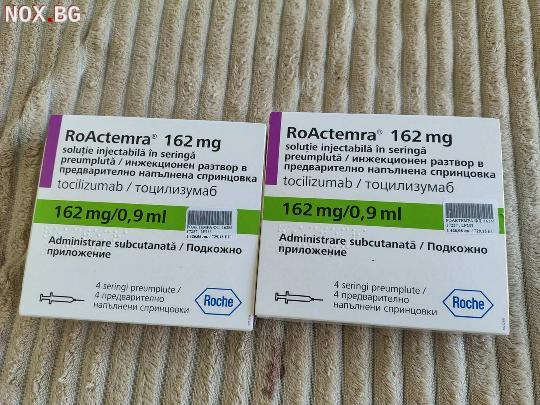 NOX.BG
RoActemra® 162 mg
soluție injectabilă în seringă
preumplută / инжекционен разтвор в
предварително напълнена спринцовка
tocilizumab / тоцилизумаб
162 mg/0,9 ml
Administrare subcutanată / Подкожно
приложение
4 seringi preumplute /
4 предварително
напълнени спринцовки
Roche
RoActemra® 162 mg
soluție injectabilă în seringă
preumplută / инжекционен разтвор в
предварително напълнена спринцовка
tocilizumab / тоцилизумаб
162 mg/0,9 ml
Administrare subcutanată / Подкожно
приложение
4 seringi preumplute /
4 предварително
напълнени спринцовки
Roche